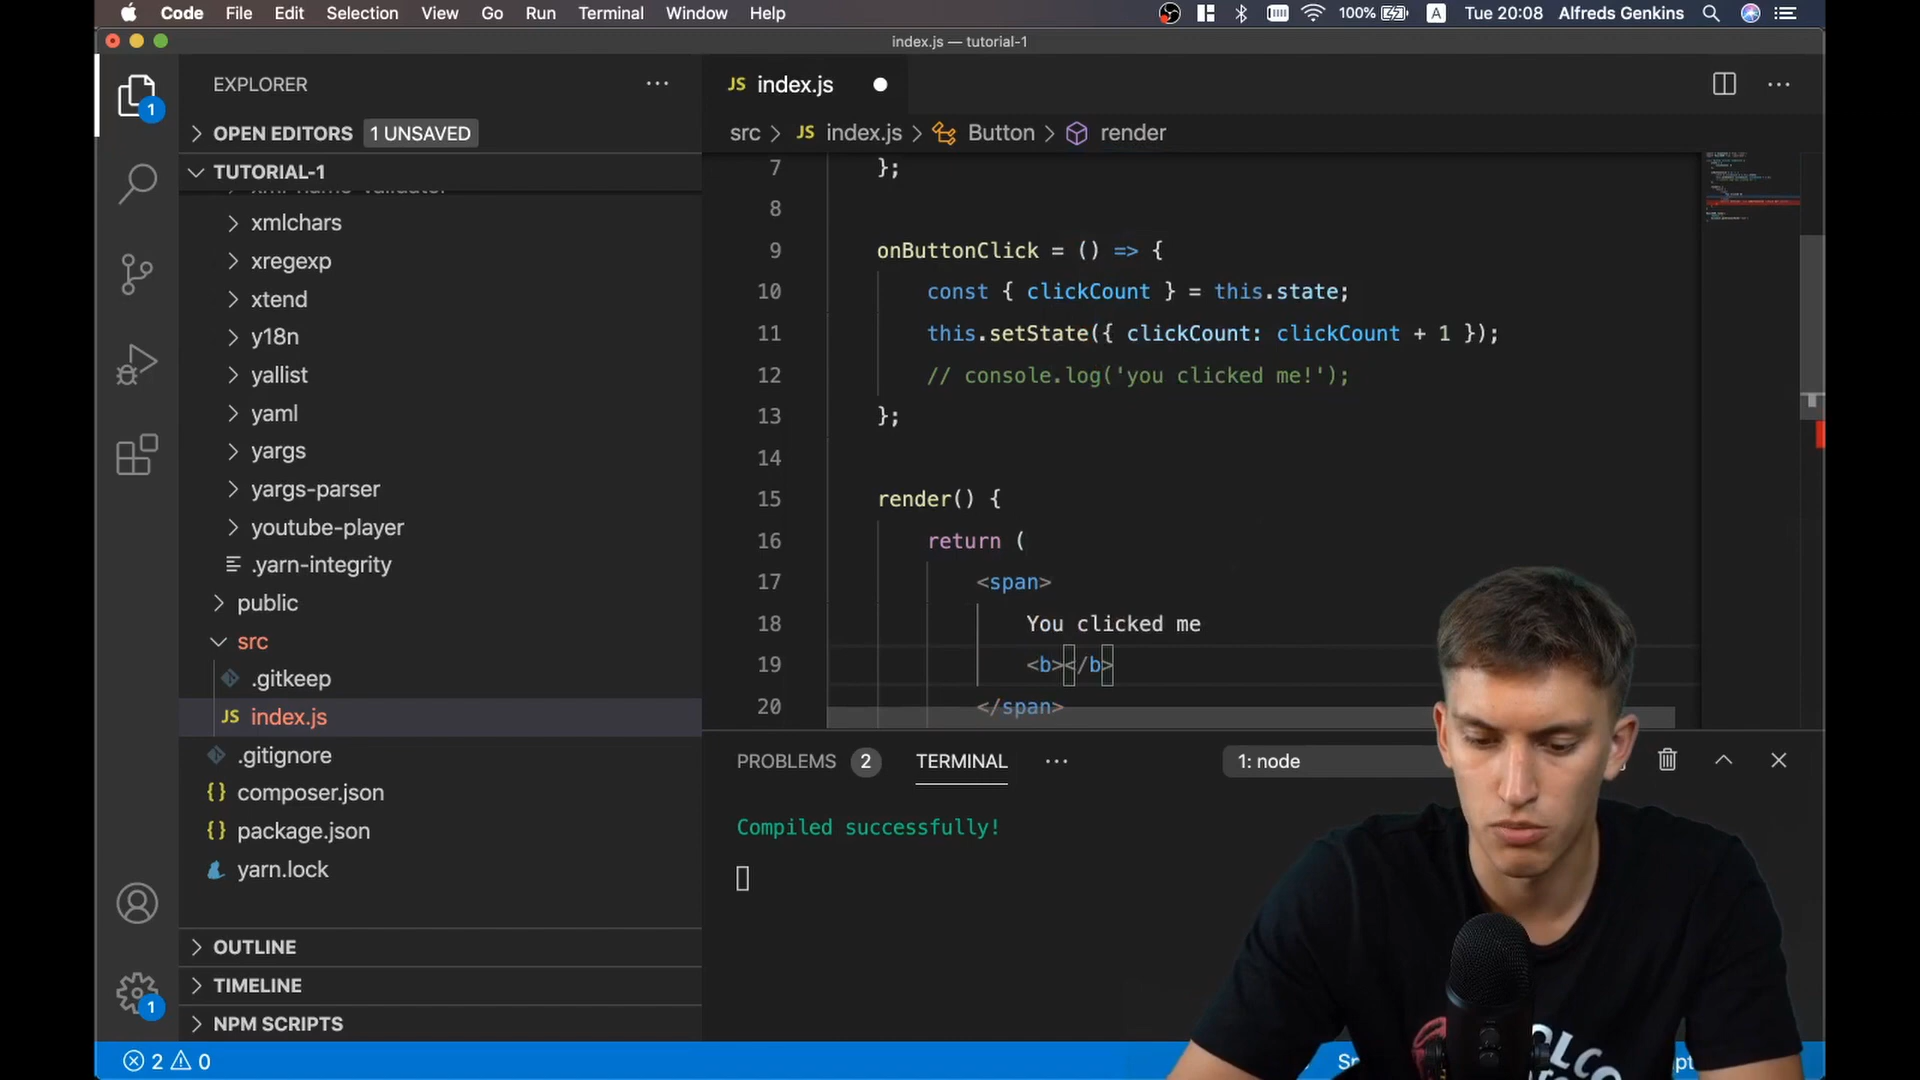 Code File Edit Selection View Go Run Terminal Window Help 100% A Tue 20:08 Alfreds Genkins
index.js — tutorial-1
EXPLORER
JS index.js
1
OPEN EDITORS 1 UNSAVED
src > JS index.js > Button > render
TUTORIAL-1
xmlchars
xregexp
xtend
y18n
yallist
yaml
yargs
yargs-parser
youtube-player
.yarn-integrity
public
src
.gitkeep
JS index.js
.gitignore
{} composer.json
{} package.json
yarn.lock
OUTLINE
TIMELINE
NPM SCRIPTS
1
7 };
8
9 onButtonClick = () => {
10 const { clickCount } = this.state;
11 this.setState({ clickCount: clickCount + 1 });
12 // console.log('you clicked me!');
13 };
14
15 render() {
16 return (
17 <span>
18 You clicked me
19 <b></b>
20 </span>
PROBLEMS 2 TERMINAL 1: node
Compiled successfully!
2 0